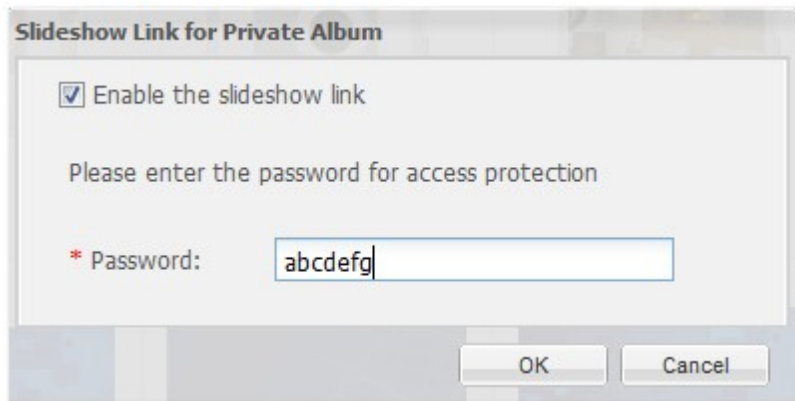 Slideshow Link for Private Album
Enable the slideshow link
Please enter the password for access protection
* Password: abcdefg
OK Cancel